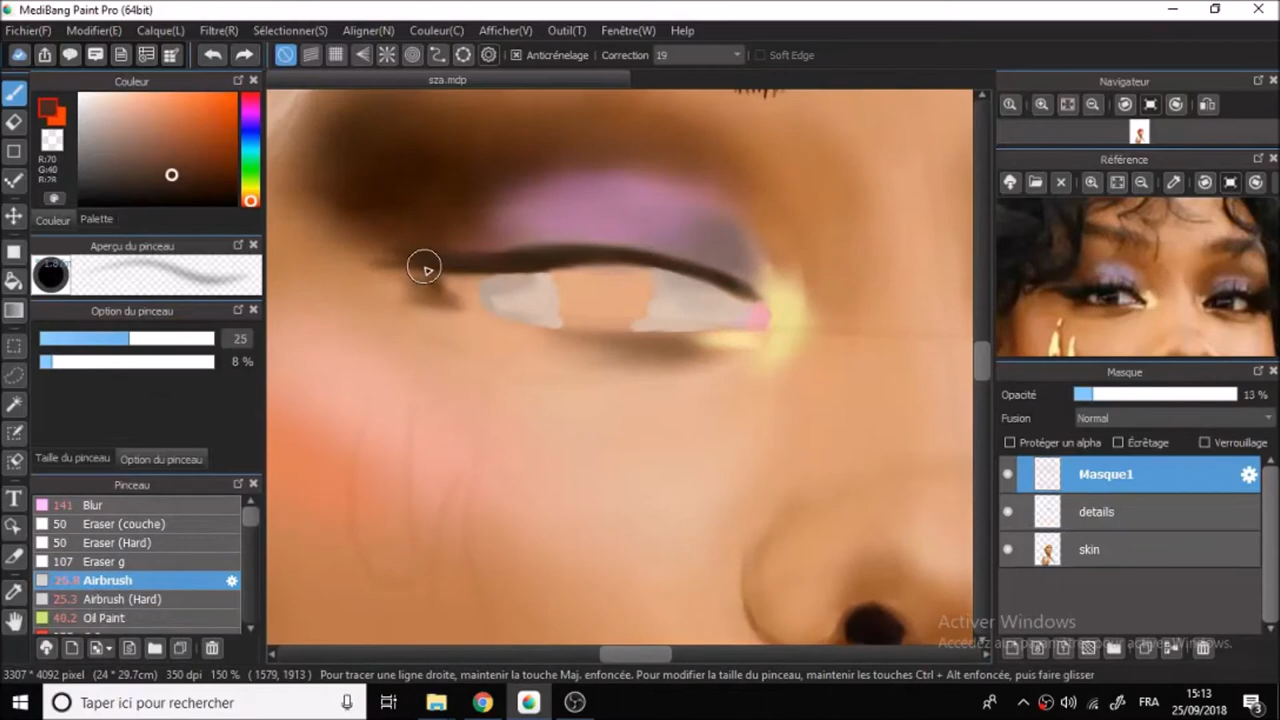 MediBang Paint Pro (64bit)
Fichier(F) Modifier(E) Calque(L) Filtre(R) Sélectionner(S) Aligner(N) Couleur(C) Afficher(V) Outil(T) Fenêtre(W) Help
Anticrénelage Correction 19 Soft Edge
sza.mdp
Couleur
R:70
G:40
Couleur Palette
Aperçu du pinceau
Option du pinceau
25
8 %
Taille du pinceau Option du pinceau
Pinceau
141 Blur
50 Eraser (couche)
50 Eraser (Hard)
107 Eraser g
Airbrush
25.3 Airbrush (Hard)
40.2 Oil Paint
Navigateur
Référence
Masque
Opacité 13 %
Fusion Normal
Protéger un alpha Écrêtage Verrouillage
Masque1
details
skin
Activer Windows
3307 * 4092 pixel (24 * 29.7cm) 350 dpi 150 % ( 1579, 1913 ) Pour tracer une ligne droite, maintenir la touche Maj. enfoncée. Pour modifier la taille du pinceau, maintenir les touches Ctrl + Alt enfoncée, puis faire glisser
Taper ici pour rechercher
FRA
15:13
25/09/2018
3